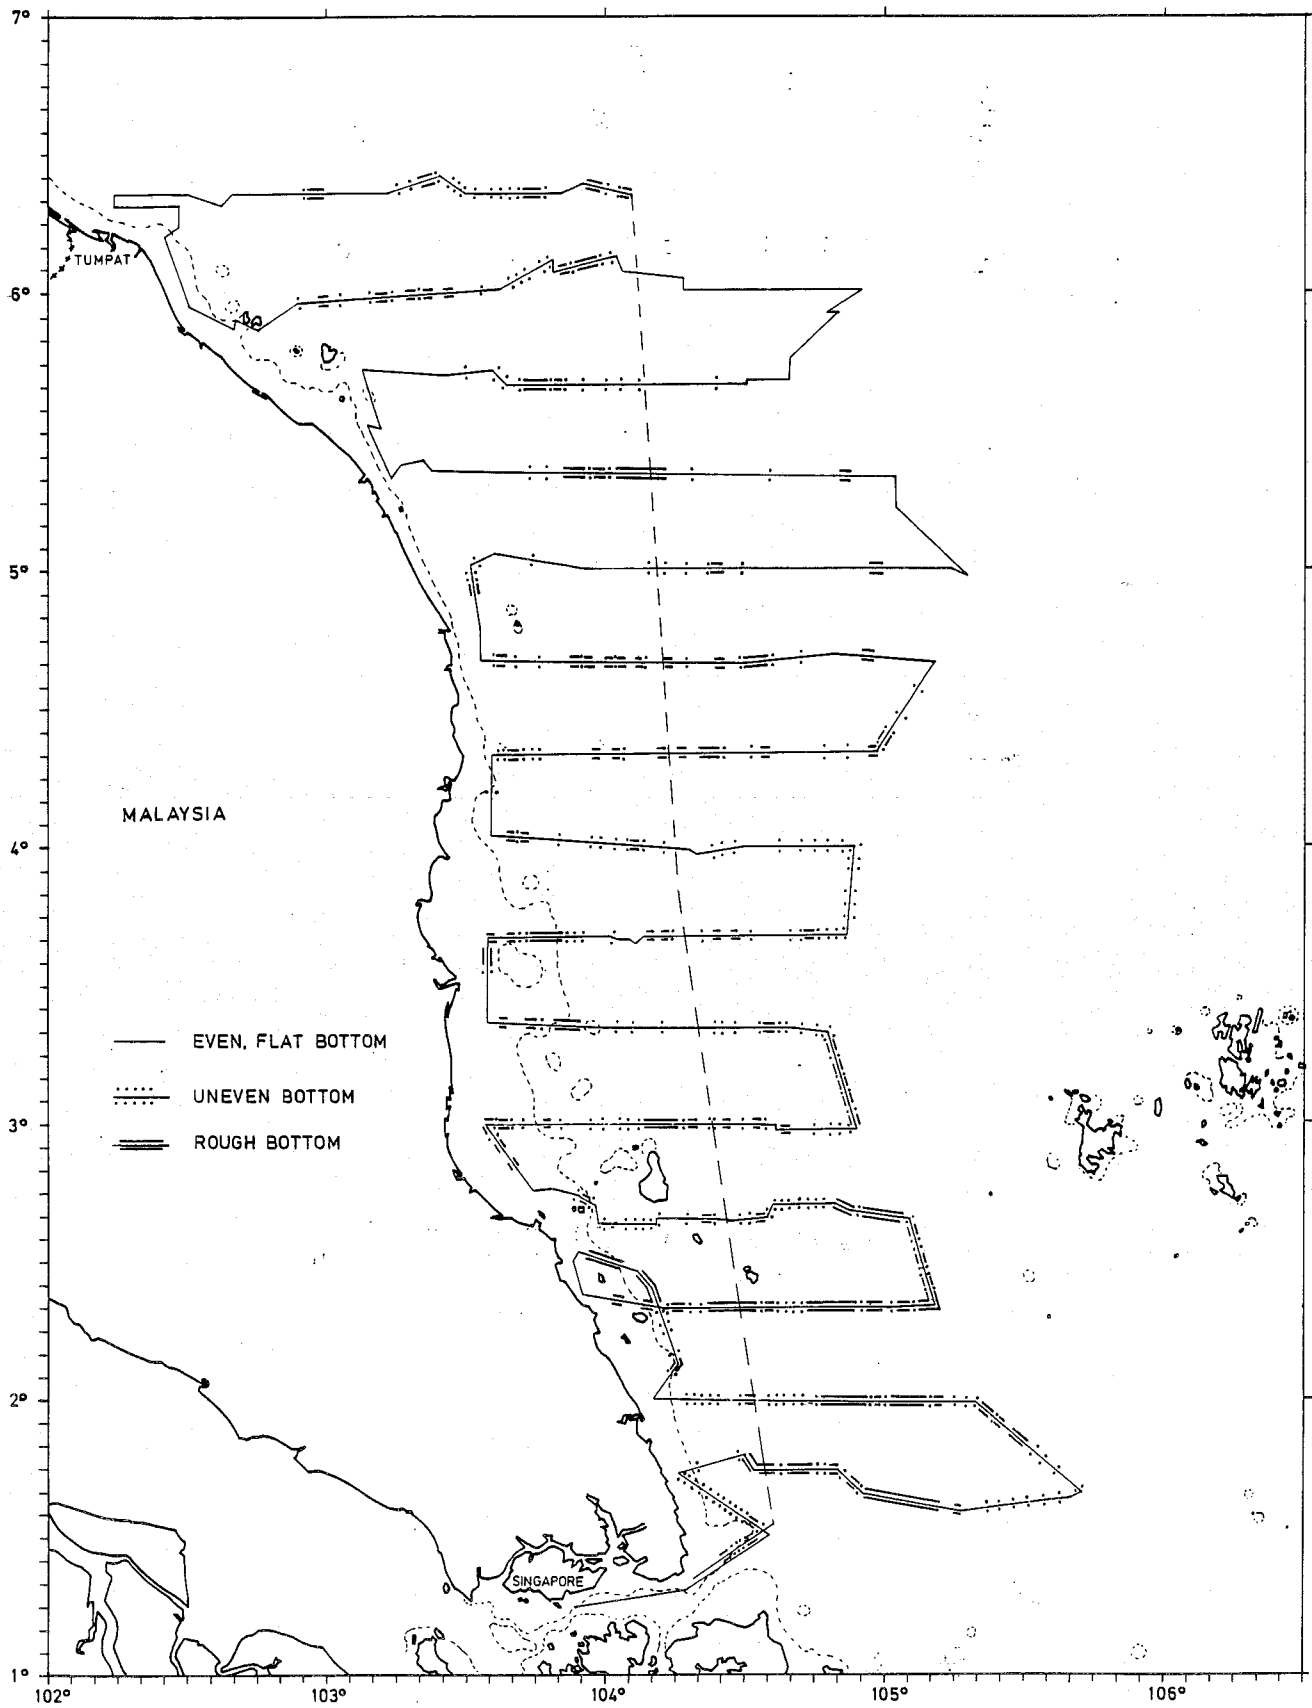 7°
TUMPAT
6°
5°
MALAYSIA
4°
EVEN, FLAT BOTTOM
UNEVEN BOTTOM
3°
ROUGH BOTTOM
2°
SINGAPORE
1°
102° 103° 104° 105° 106°